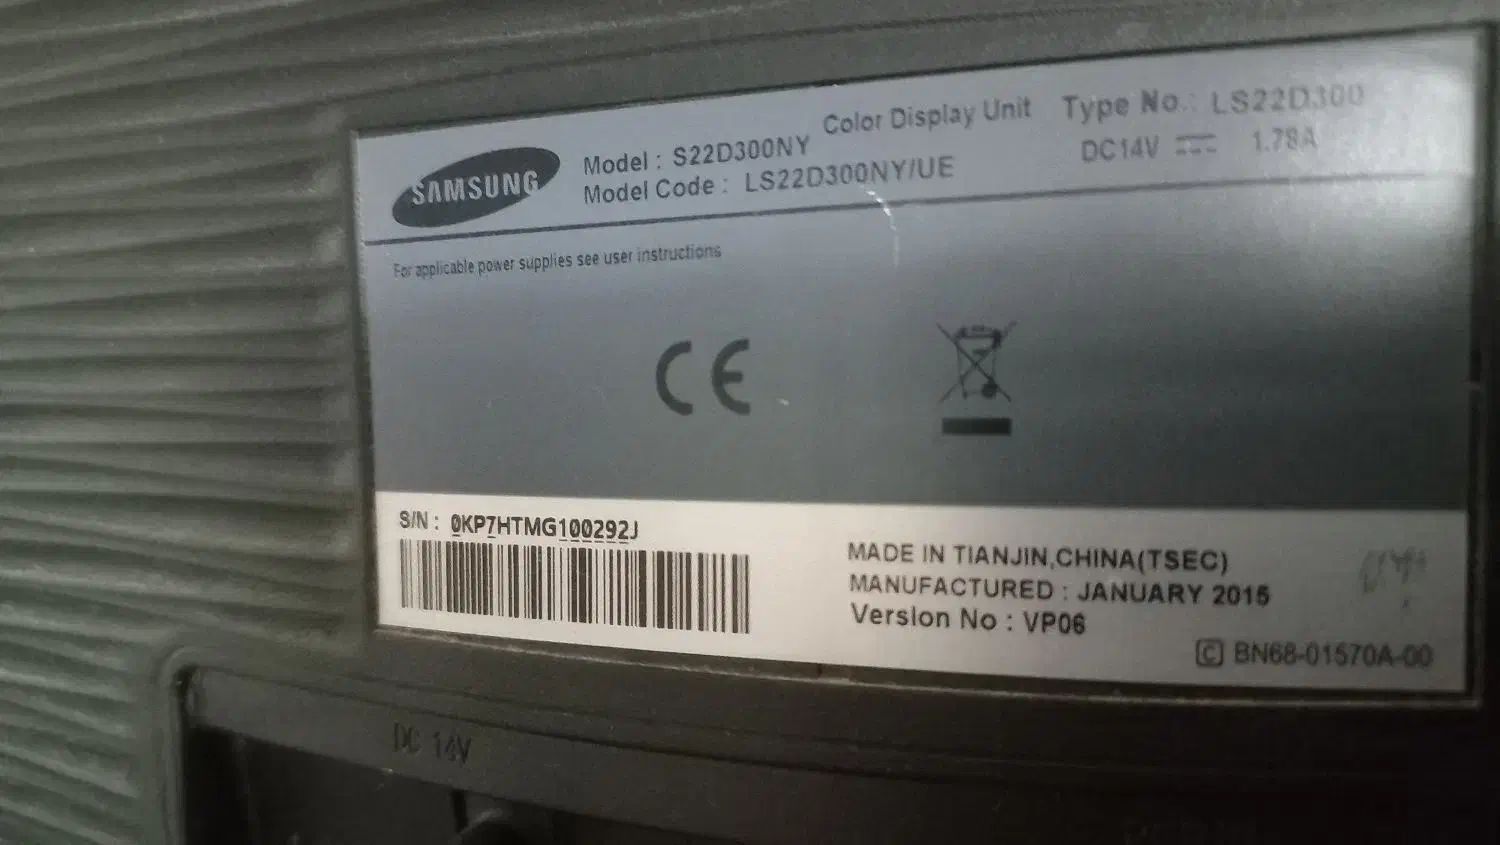 SAMSUNG
Model : S22D300NY
Color Display Unit
Type No.: LS22D300
Model Code : LS22D300NY/UE
DC14V 1.78A
For applicable power supplies see user instructions
CE
S/N : 0KP7HTMG100292J
MADE IN TIANJIN,CHINA(TSEC)
MANUFACTURED : JANUARY 2015
Version No : VP06
C BN68-01570A-00
DC 14V